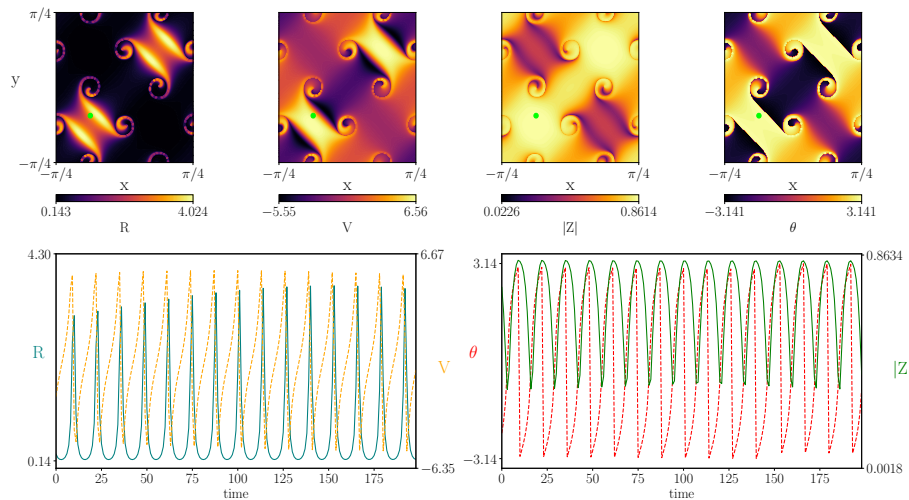 π/4
y
−π/4
−π/4 x π/4
−π/4 x π/4
−π/4 x π/4
−π/4 x π/4
0.143 4.024
R
−5.55 6.56
V
0.0226 0.8614
|Z|
−3.141 3.141
θ
4.30 6.67
R V
0.14 −6.35
0 25 50 75 100 125 150 175
time
3.14 0.8634
θ |Z
−3.14 0.0018
0 25 50 75 100 125 150 175
time